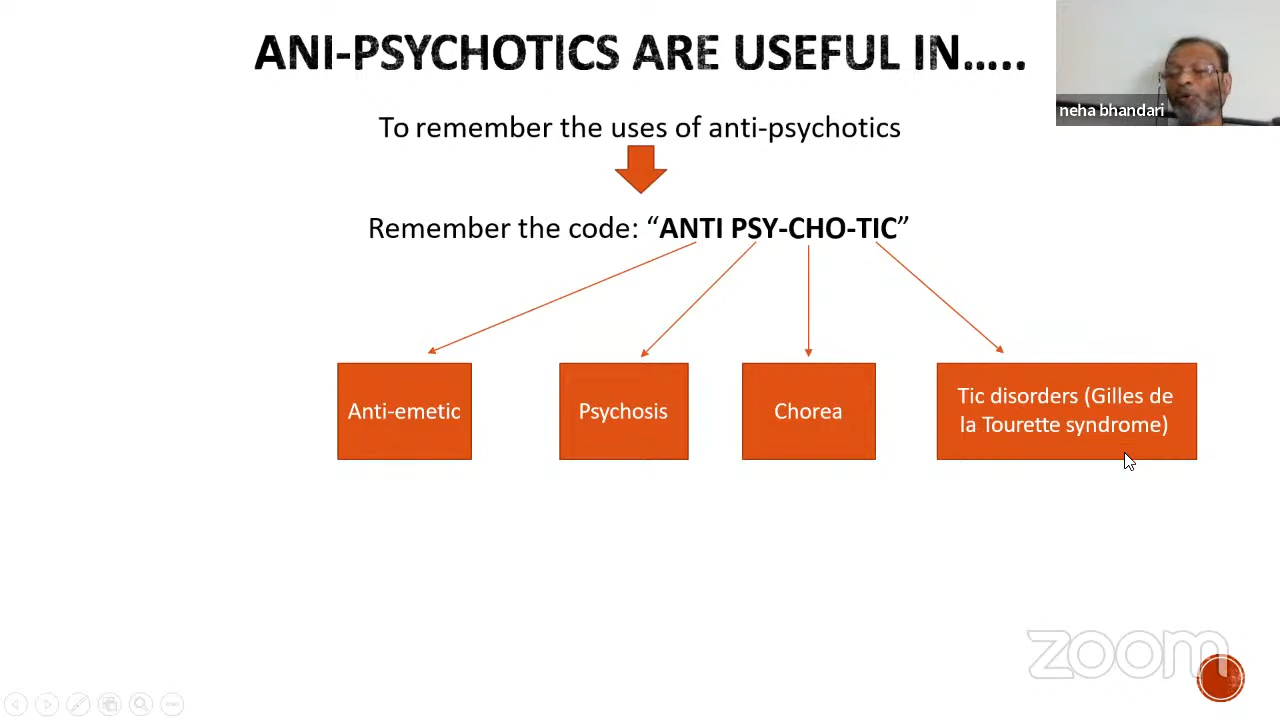 ANI-PSYCHOTICS ARE USEFUL IN.....
neha bhandari
To remember the uses of anti-psychotics
Remember the code: “ANTI PSY-CHO-TIC”
Anti-emetic
Psychosis
Chorea
Tic disorders (Gilles de
la Tourette syndrome)
zoom